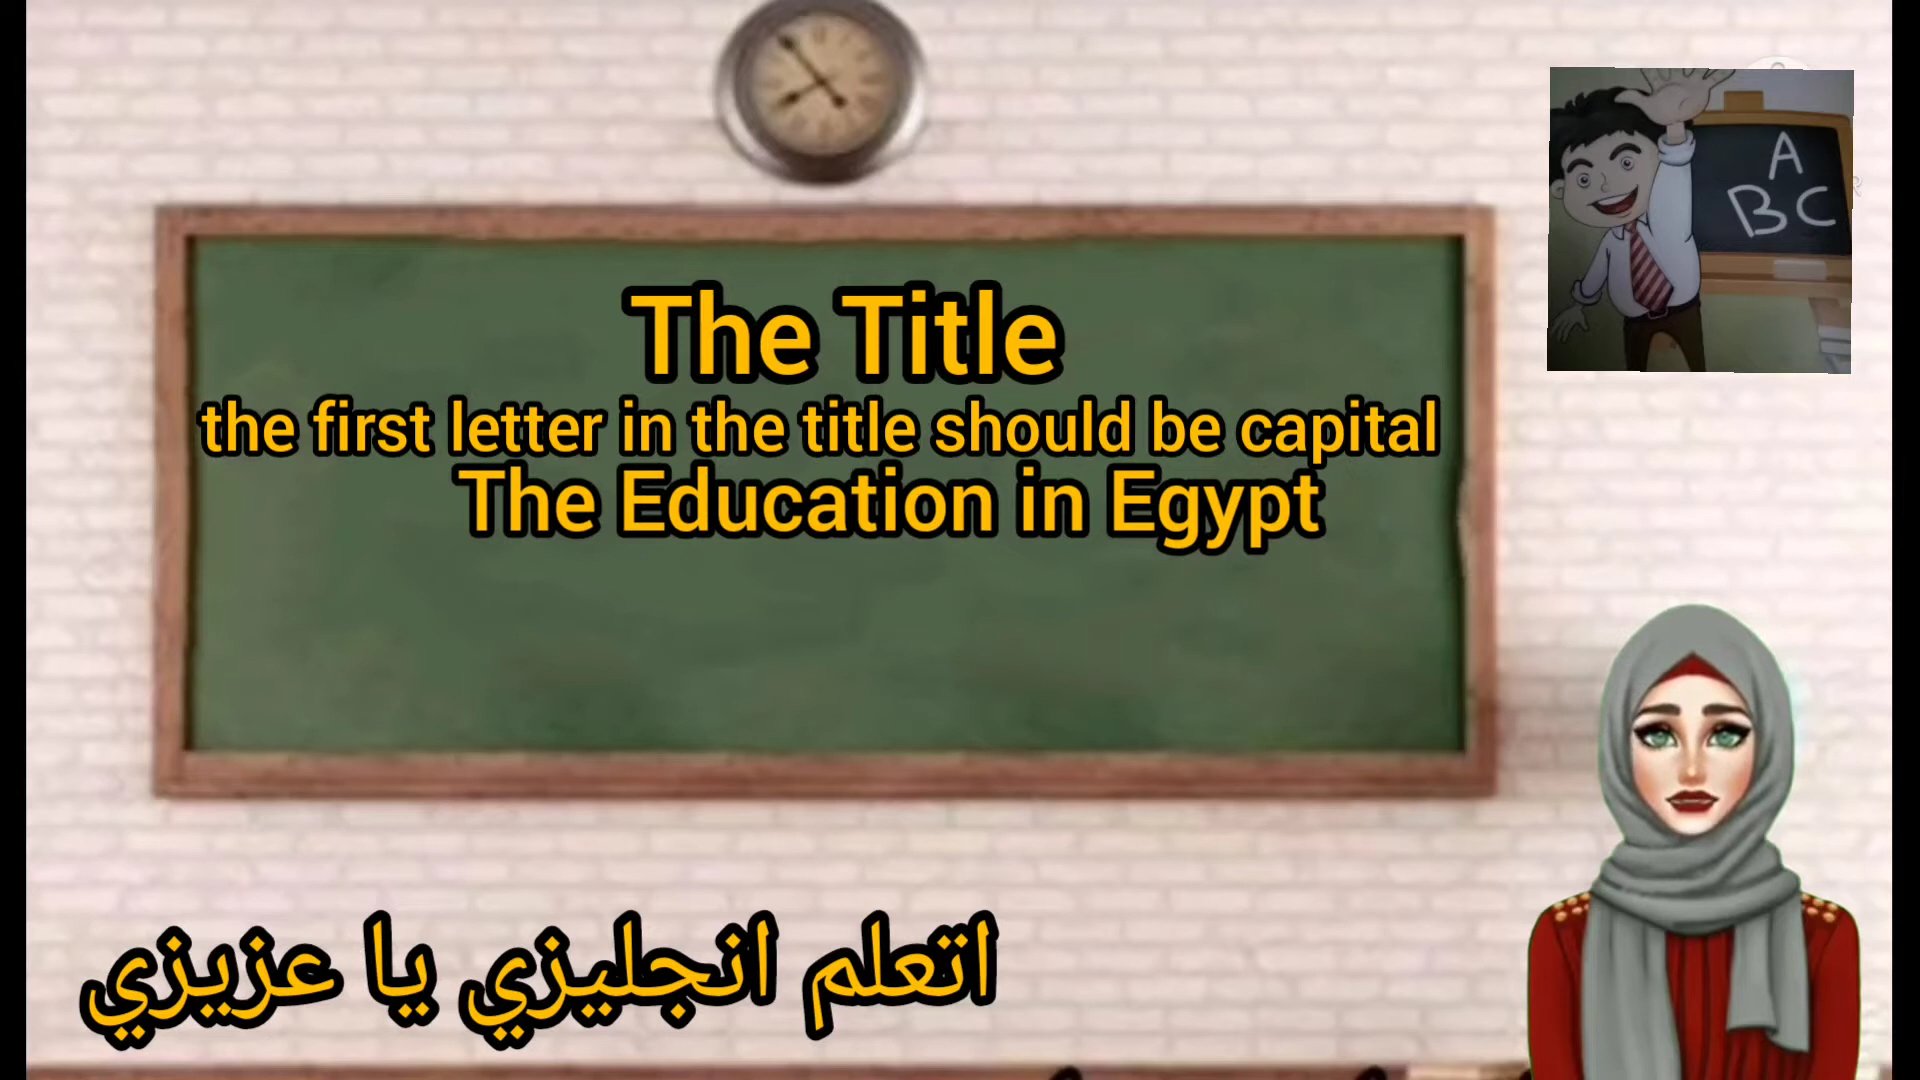 The Title
the first letter in the title should be capital
The Education in Egypt
A
B C
اتعلم انجليزي يا عزيزي